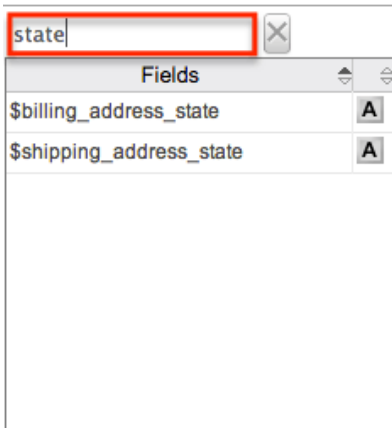 state
Fields
$billing_address_state A
$shipping_address_state A